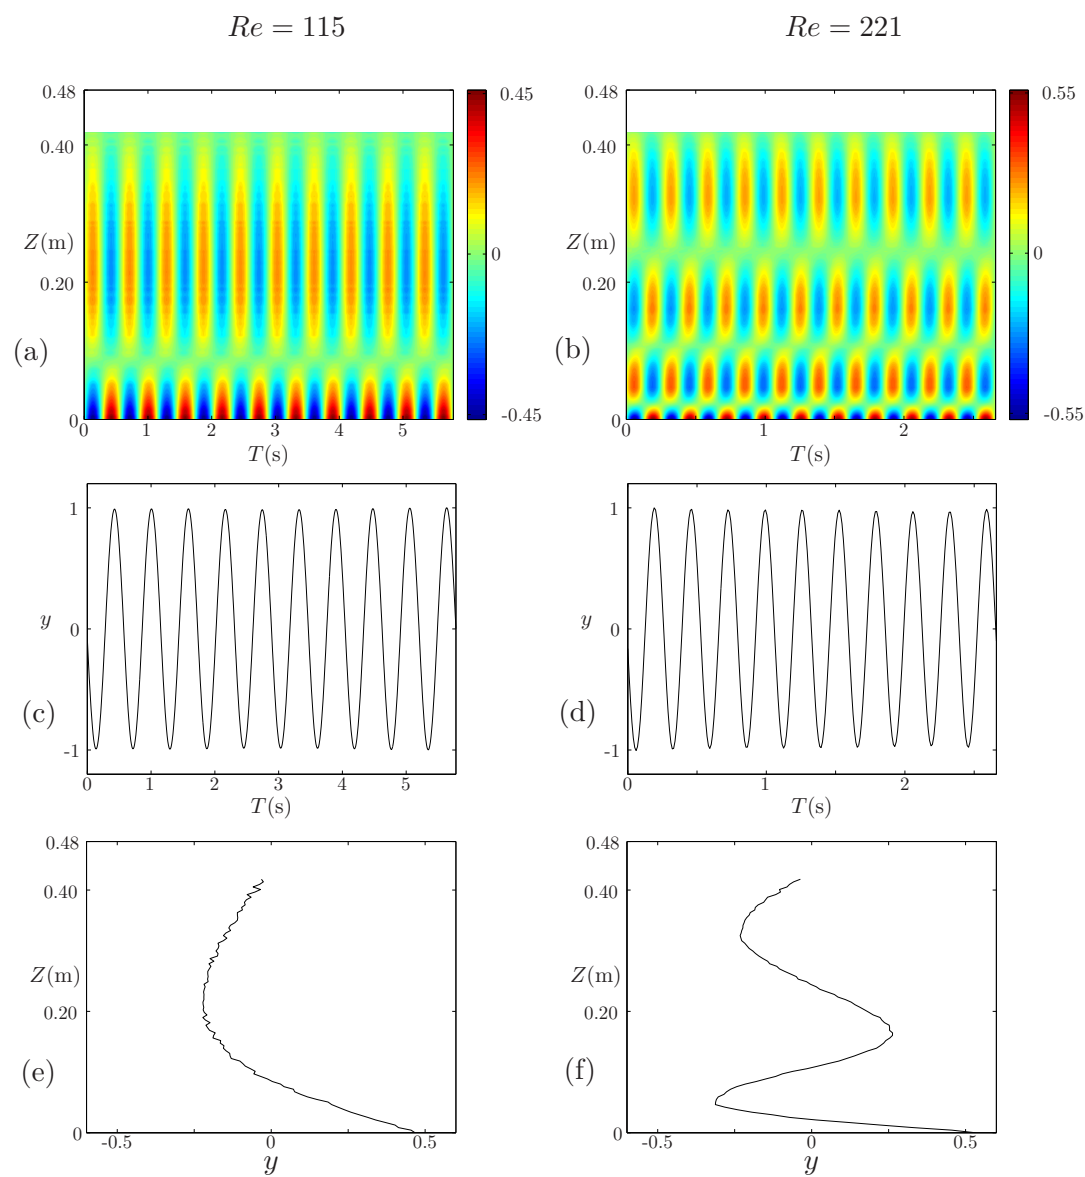 Re = 115
Re = 221
0.48
0.40
Z(m)
0.20
0
0.45
0
-0.45
(a)
0 1 2 3 4 5
T(s)
0.48
0.40
Z(m)
0.20
0
0.55
0
-0.55
(b)
0 1 2
T(s)
1
y 0
(c)
-1
0 1 2 3 4 5
T(s)
1
y 0
(d)
-1
0 1 2
T(s)
0.48
0.40
Z(m)
0.20
(e)
0
-0.5 0 0.5
y
0.48
0.40
Z(m)
0.20
(f)
0
-0.5 0 0.5
y